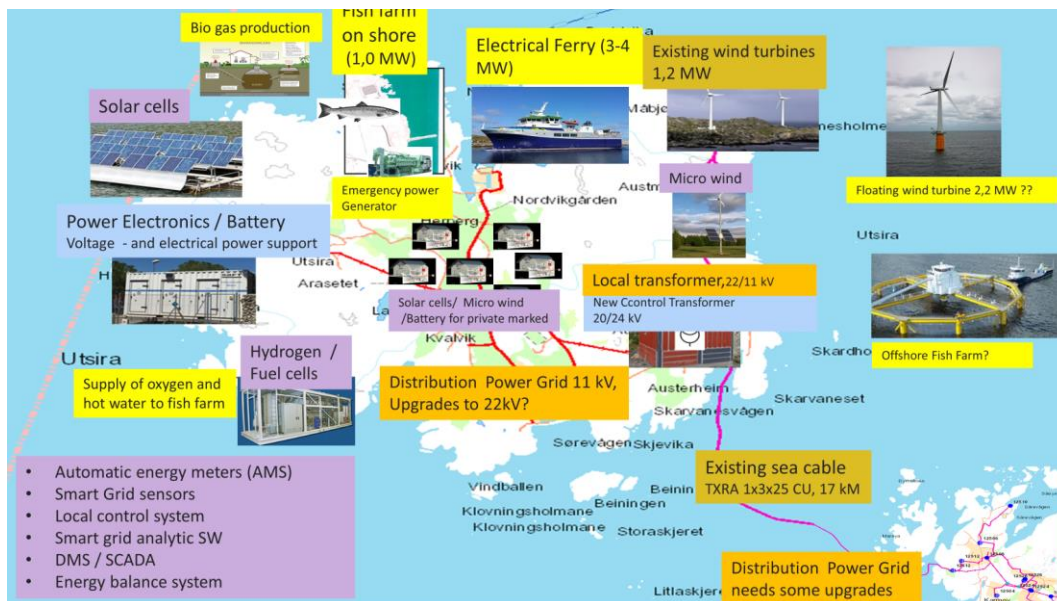 Bio gas production
Fish farm
on shore
(1,0 MW)
Electrical Ferry (3-4
MW)
Existing wind turbines
1,2 MW
Solar cells
Micro wind
Emergency power
Generator
Floating wind turbine 2,2 MW ??
Nordvikgården
Utsira
Power Electronics / Battery
Voltage - and electrical power support
Utsira
Arasetet
Local transformer,22/11 kV
New Ccontrol Transformer
20/24 kV
Solar cells/ Micro wind
/Battery for private marked
Kvalvik
Offshore Fish Farm?
Utsira
Hydrogen /
Fuel cells
Supply of oxygen and
hot water to fish farm
Distribution Power Grid 11 kV,
Upgrades to 22kV?
Austerheim
Skarvanesvågen
Skarvaneset
Sørevågen
Skjevika
• Automatic energy meters (AMS)
• Smart Grid sensors
• Local control system
• Smart grid analytic SW
• DMS / SCADA
• Energy balance system
Existing sea cable
TXRA 1x3x25 CU, 17 kM
Vindballen
Beiningen
Klovningsholmane
Klovningsholmane
Storaskjeret
Litlaskjere
Distribution Power Grid
needs some upgrades